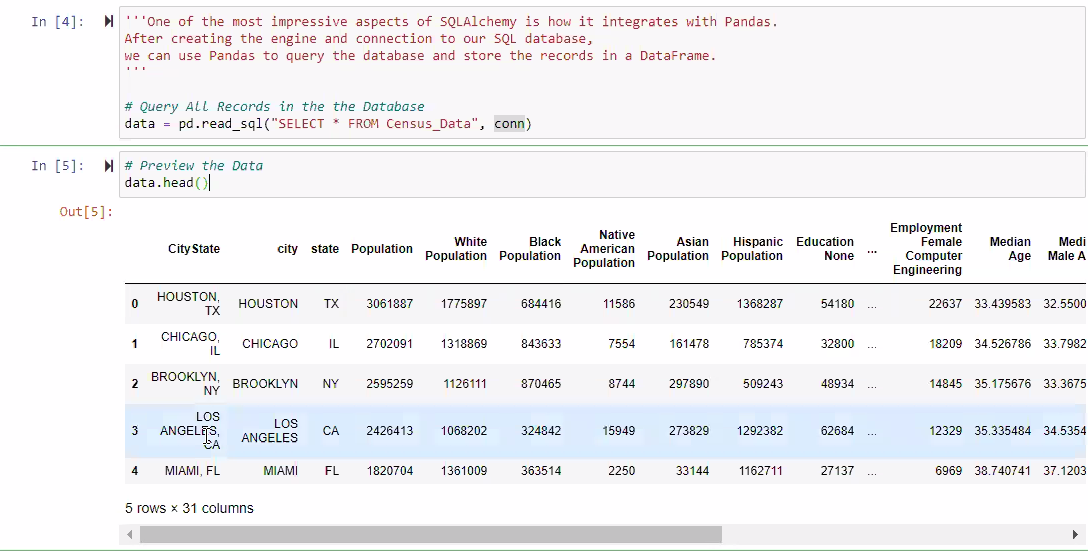 In [4]:
'''One of the most impressive aspects of SQLAlchemy is how it integrates with Pandas.
After creating the engine and connection to our SQL database,
we can use Pandas to query the database and store the records in a DataFrame.
'''
# Query All Records in the the Database
data = pd.read_sql("SELECT * FROM Census_Data", conn)
In [5]:
# Preview the Data
data.head()
Out[5]:
CityState city state Population White Population Black Population Native American Population Asian Population Hispanic Population Education None ... Employment Female Computer Engineering Median Age Medi Male A
0 HOUSTON, TX HOUSTON TX 3061887 1775897 684416 11586 230549 1368287 54180 ... 22637 33.439583 32.5500
1 CHICAGO, IL CHICAGO IL 2702091 1318869 843633 7554 161478 785374 32800 ... 18209 34.526786 33.7982
2 BROOKLYN, NY BROOKLYN NY 2595259 1126111 870465 8744 297890 509243 48934 ... 14845 35.175676 33.3675
3 LOS ANGELES, CA LOS ANGELES CA 2426413 1068202 324842 15949 273829 1292382 62684 ... 12329 35.335484 34.5354
4 MIAMI, FL MIAMI FL 1820704 1361009 363514 2250 33144 1162711 27137 ... 6969 38.740741 37.1203
5 rows × 31 columns